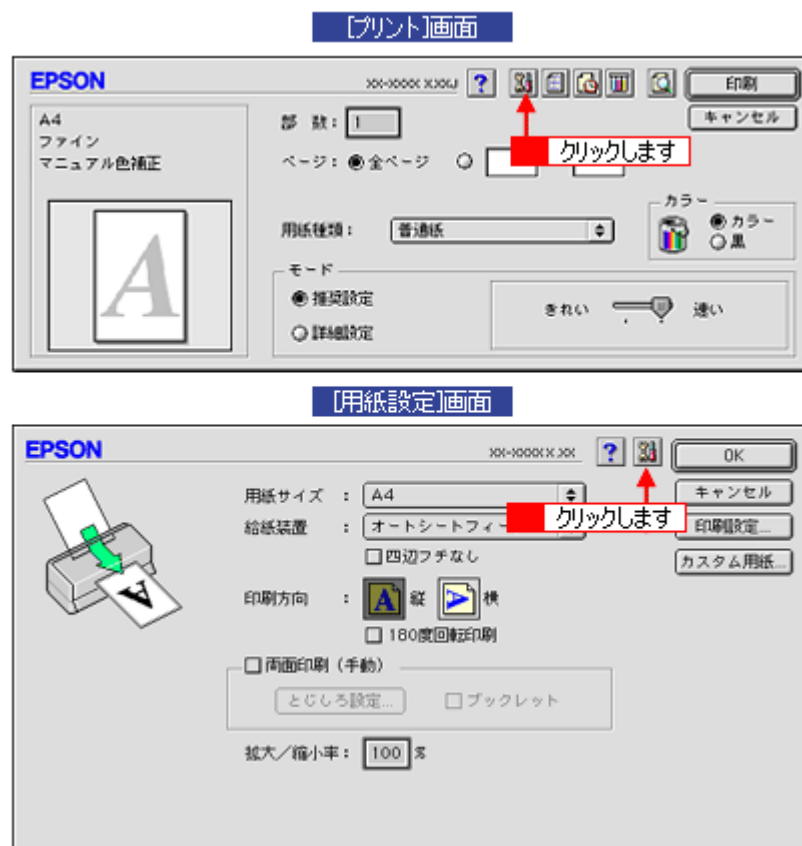 [プリント]画面
EPSON
XX-XXXX X.XXJ
?
印刷
A4
ファイン
マニュアル色補正
部 数: 1
キャンセル
クリックします
ページ: 全ページ
A
用紙種類: 普通紙
カラー
カラー
黒
モード
推奨設定
詳細設定
きれい 速い
[用紙設定]画面
EPSON
XX-XXXX X.XX
?
OK
用紙サイズ : A4
キャンセル
給紙装置 : オートシートフィー
クリックします
印刷設定...
四辺フチなし
カスタム用紙...
A
印刷方向 : A 縦 A 横
180度回転印刷
両面印刷 (手動)
とじしろ設定...
ブックレット
拡大/縮小率: 100 %